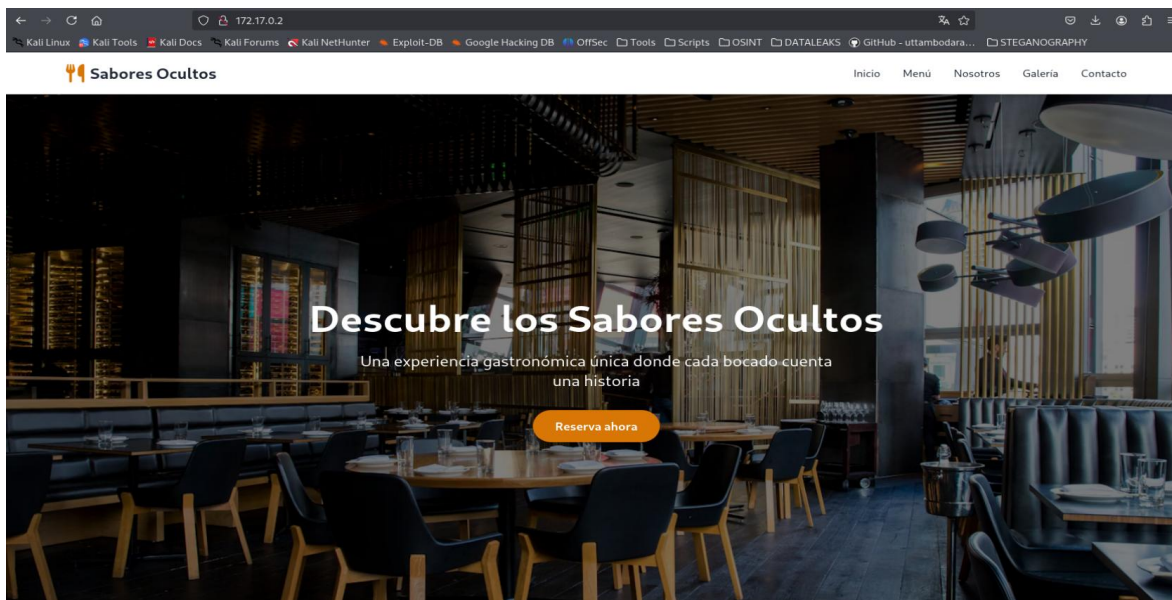 172.17.0.2
Kali Linux Kali Tools Kali Docs Kali Forums Kali NetHunter Exploit-DB Google Hacking DB OffSec Tools Scripts OSINT DATALEAKS GitHub - uttambodara... STEGANOGRAPHY
Sabores Ocultos Inicio Menú Nosotros Galería Contacto
Descubre los Sabores Ocultos
Una experiencia gastronómica única donde cada bocado cuenta
una historia
Reserva ahora